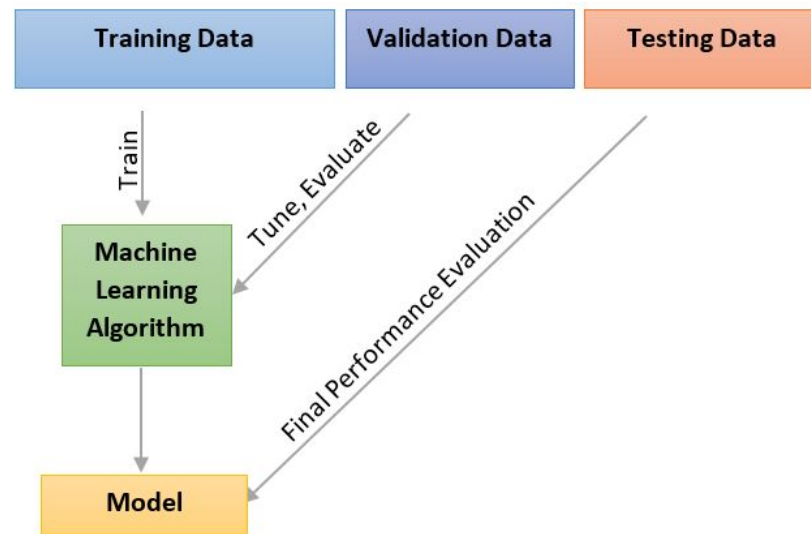 Training Data
Validation Data
Testing Data
Train
Tune, Evaluate
Final Performance Evaluation
Machine
Learning
Algorithm
Model